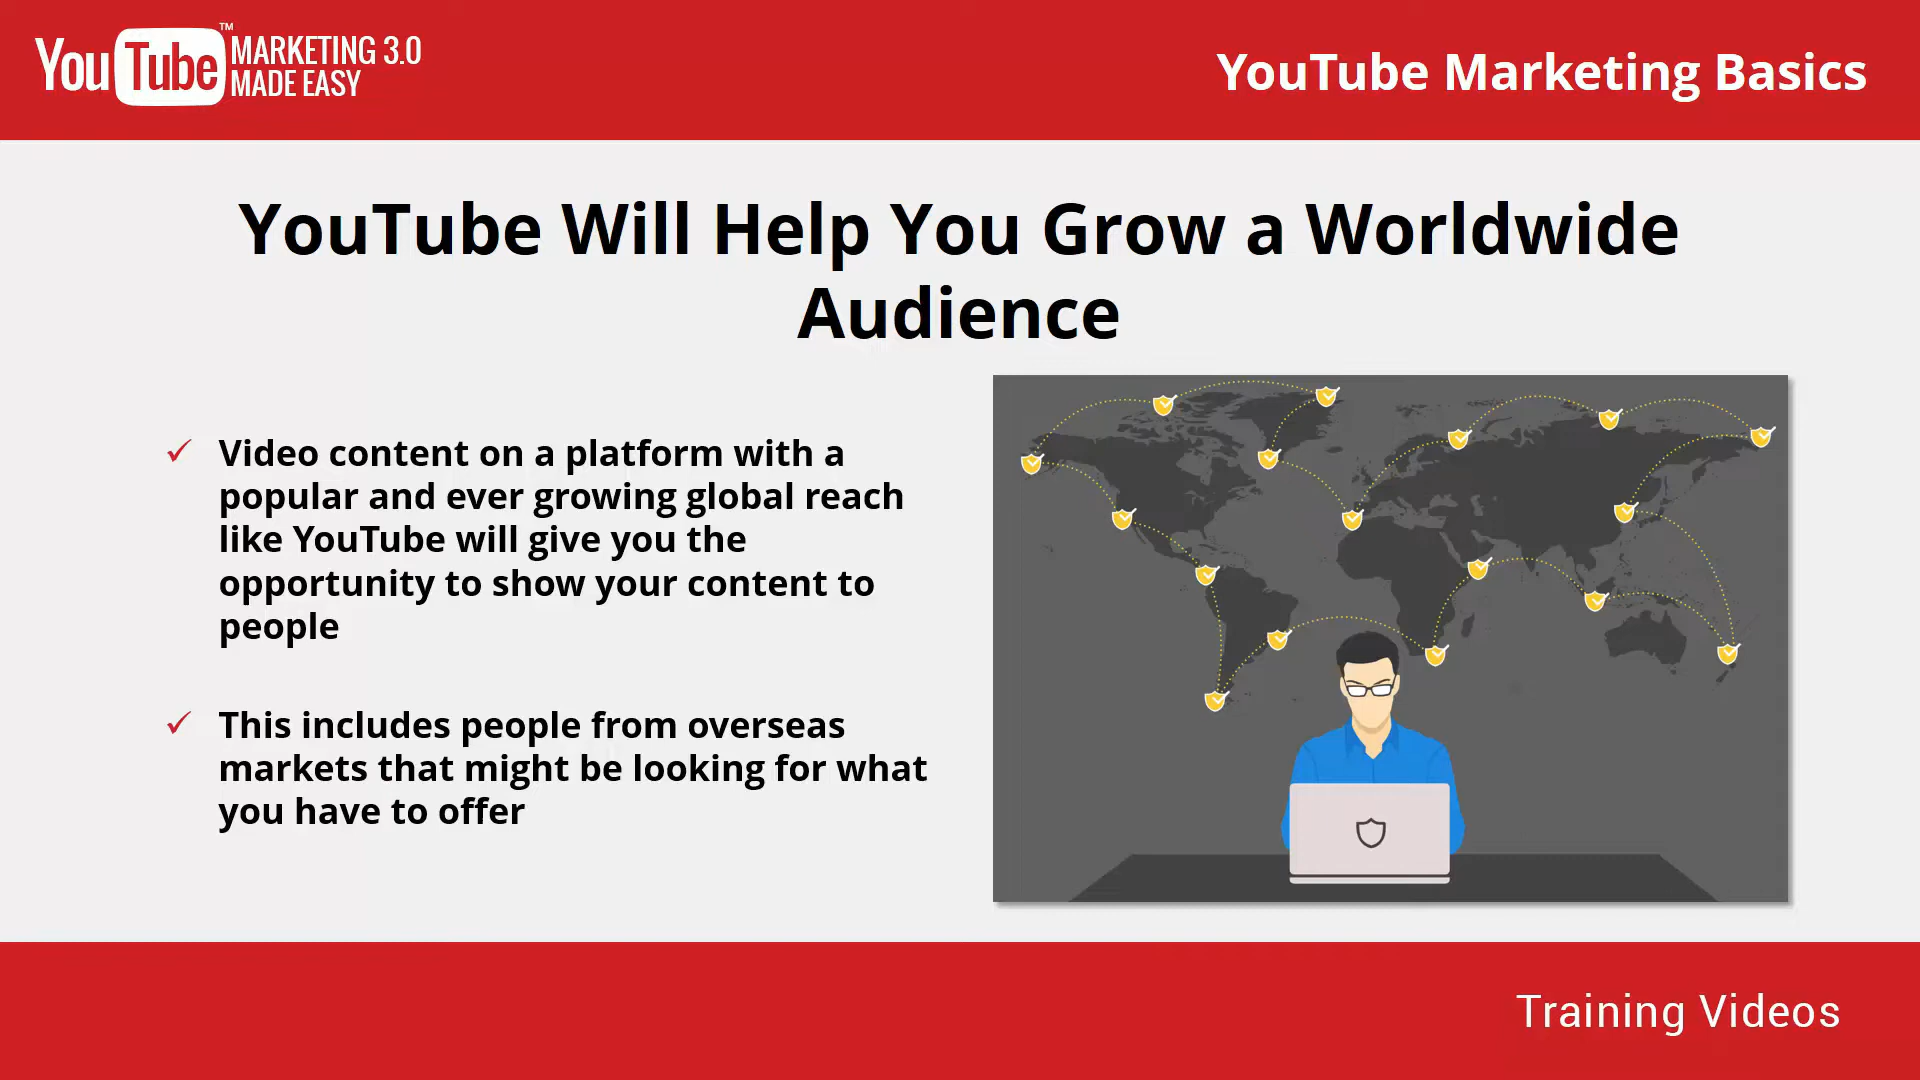 YouTube™ MARKETING 3.0
MADE EASY
YouTube Marketing Basics
YouTube Will Help You Grow a Worldwide
Audience
✓ Video content on a platform with a
popular and ever growing global reach
like YouTube will give you the
opportunity to show your content to
people
✓ This includes people from overseas
markets that might be looking for what
you have to offer
Training Videos